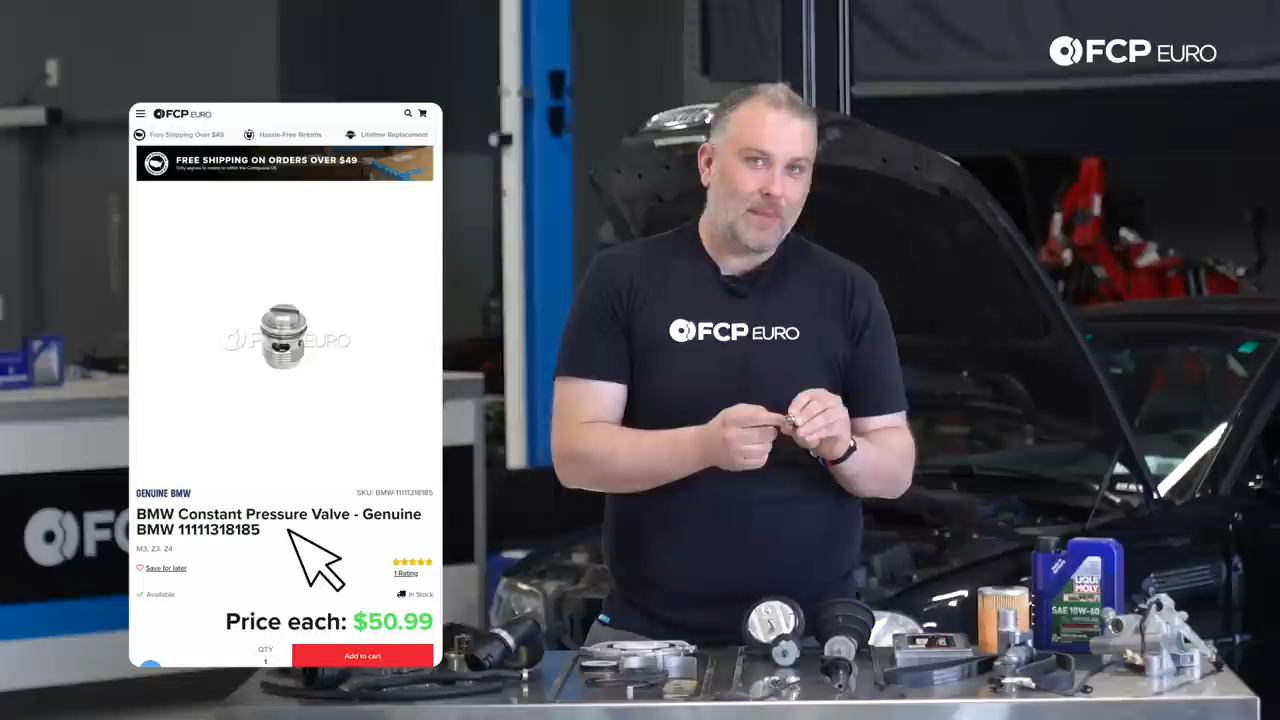 FCP EURO
FCP EURO
Free Shipping Over $49
Hassle-Free Returns
Lifetime Replacement
FREE SHIPPING ON ORDERS OVER $49
FCP EURO
GENUINE BMW
SKU: BMW-11111318185
BMW Constant Pressure Valve - Genuine
BMW 11111318185
M3, Z3, Z4
Save for later
1 Rating
Available
In Stock
Price each: $50.99
QTY
1
Add to cart
FCP EURO
FC
LIQUI
MOLY
SAE 10W-60